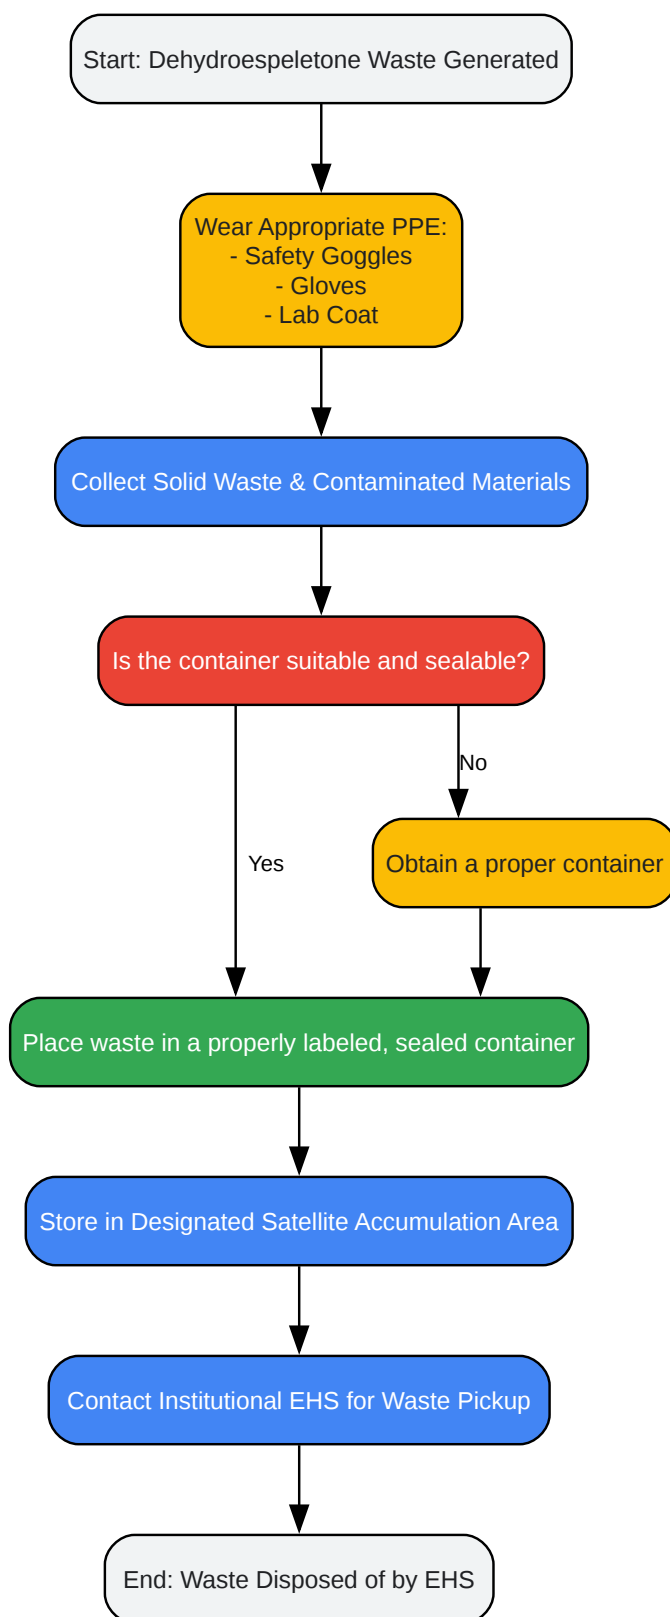 Start: Dehydroespeletone Waste Generated
Wear Appropriate PPE:
- Safety Goggles
- Gloves
- Lab Coat
Collect Solid Waste & Contaminated Materials
Is the container suitable and sealable?
No
Yes
Obtain a proper container
Place waste in a properly labeled, sealed container
Store in Designated Satellite Accumulation Area
Contact Institutional EHS for Waste Pickup
End: Waste Disposed of by EHS